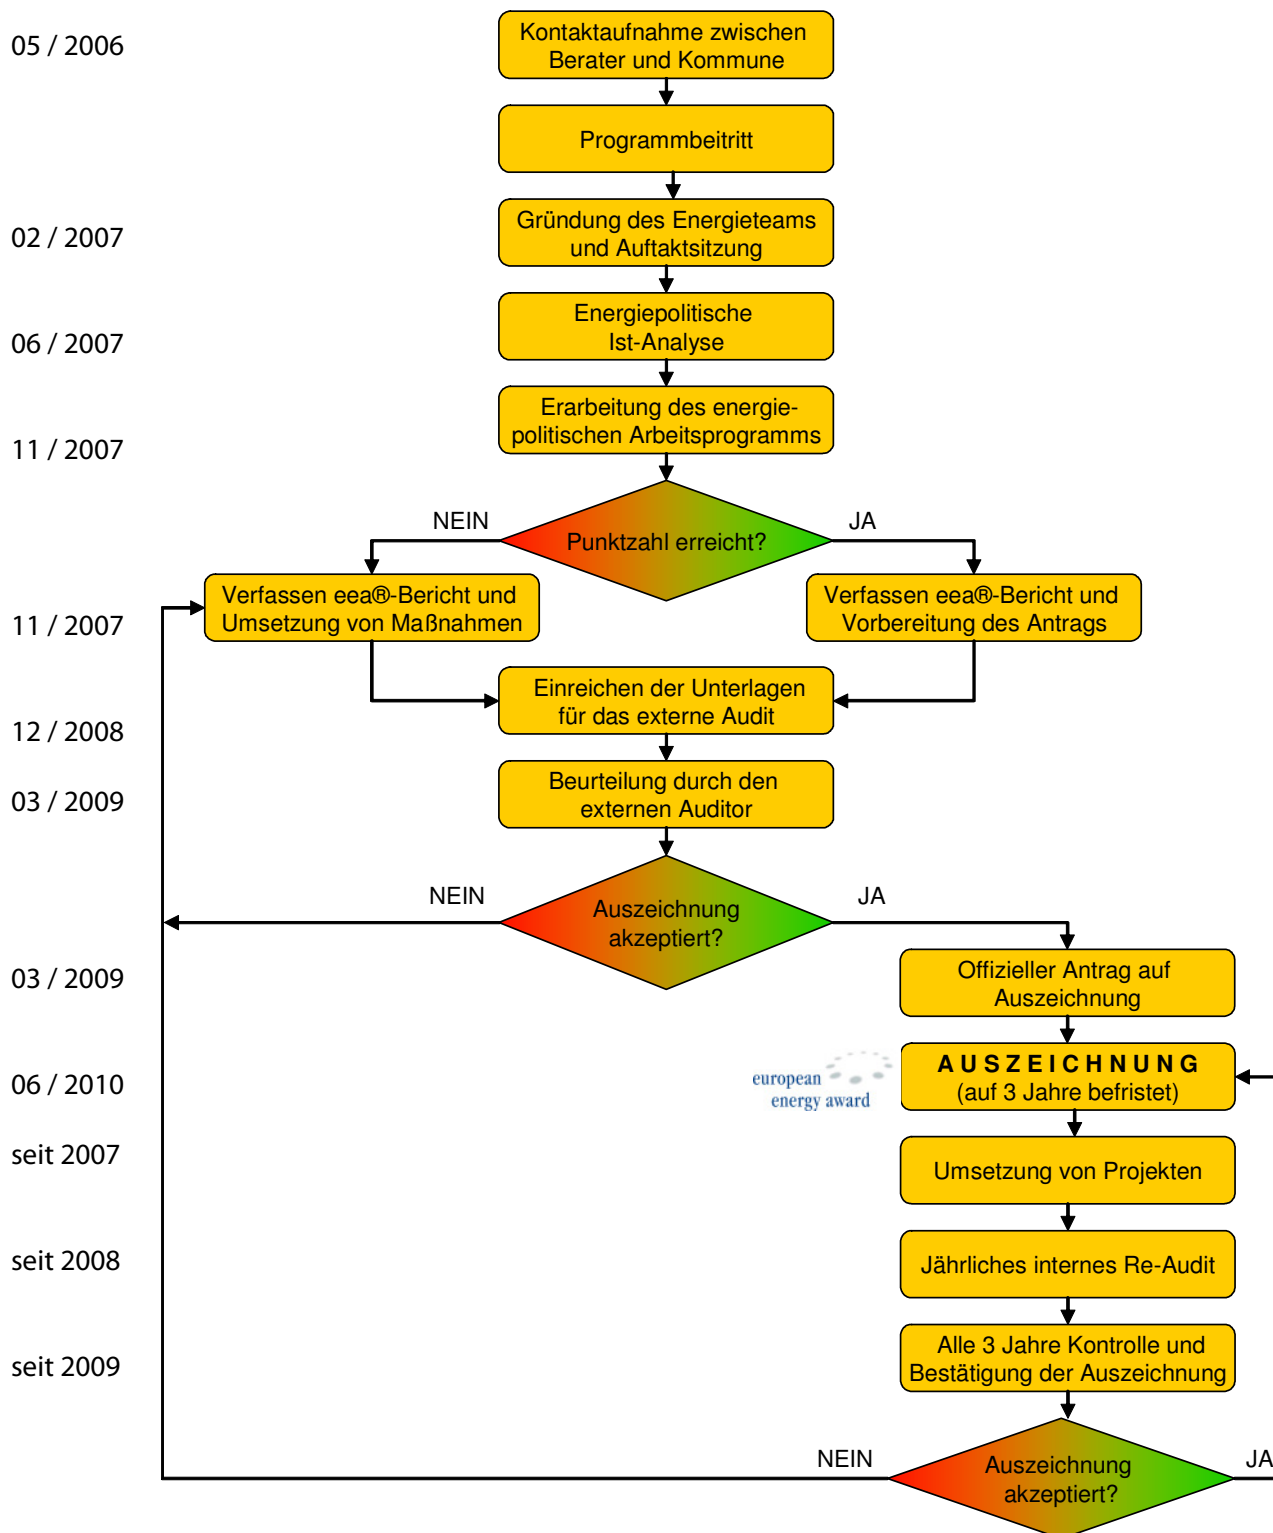 05 / 2006
Kontaktaufnahme zwischen
Berater und Kommune
Programmbeitritt
02 / 2007
Gründung des Energieteams
und Auftaktsitzung
06 / 2007
Energiepolitische
Ist-Analyse
11 / 2007
Erarbeitung des energie-
politischen Arbeitsprogramms
NEIN
Punktzahl erreicht?
JA
11 / 2007
Verfassen eea®-Bericht und
Umsetzung von Maßnahmen
Verfassen eea®-Bericht und
Vorbereitung des Antrags
12 / 2008
Einreichen der Unterlagen
für das externe Audit
03 / 2009
Beurteilung durch den
externen Auditor
NEIN
Auszeichnung
akzeptiert?
JA
03 / 2009
Offizieller Antrag auf
Auszeichnung
06 / 2010
european
energy award
A U S Z E I C H N U N G
(auf 3 Jahre befristet)
seit 2007
Umsetzung von Projekten
seit 2008
Jährliches internes Re-Audit
seit 2009
Alle 3 Jahre Kontrolle und
Bestätigung der Auszeichnung
NEIN
Auszeichnung
akzeptiert?
JA